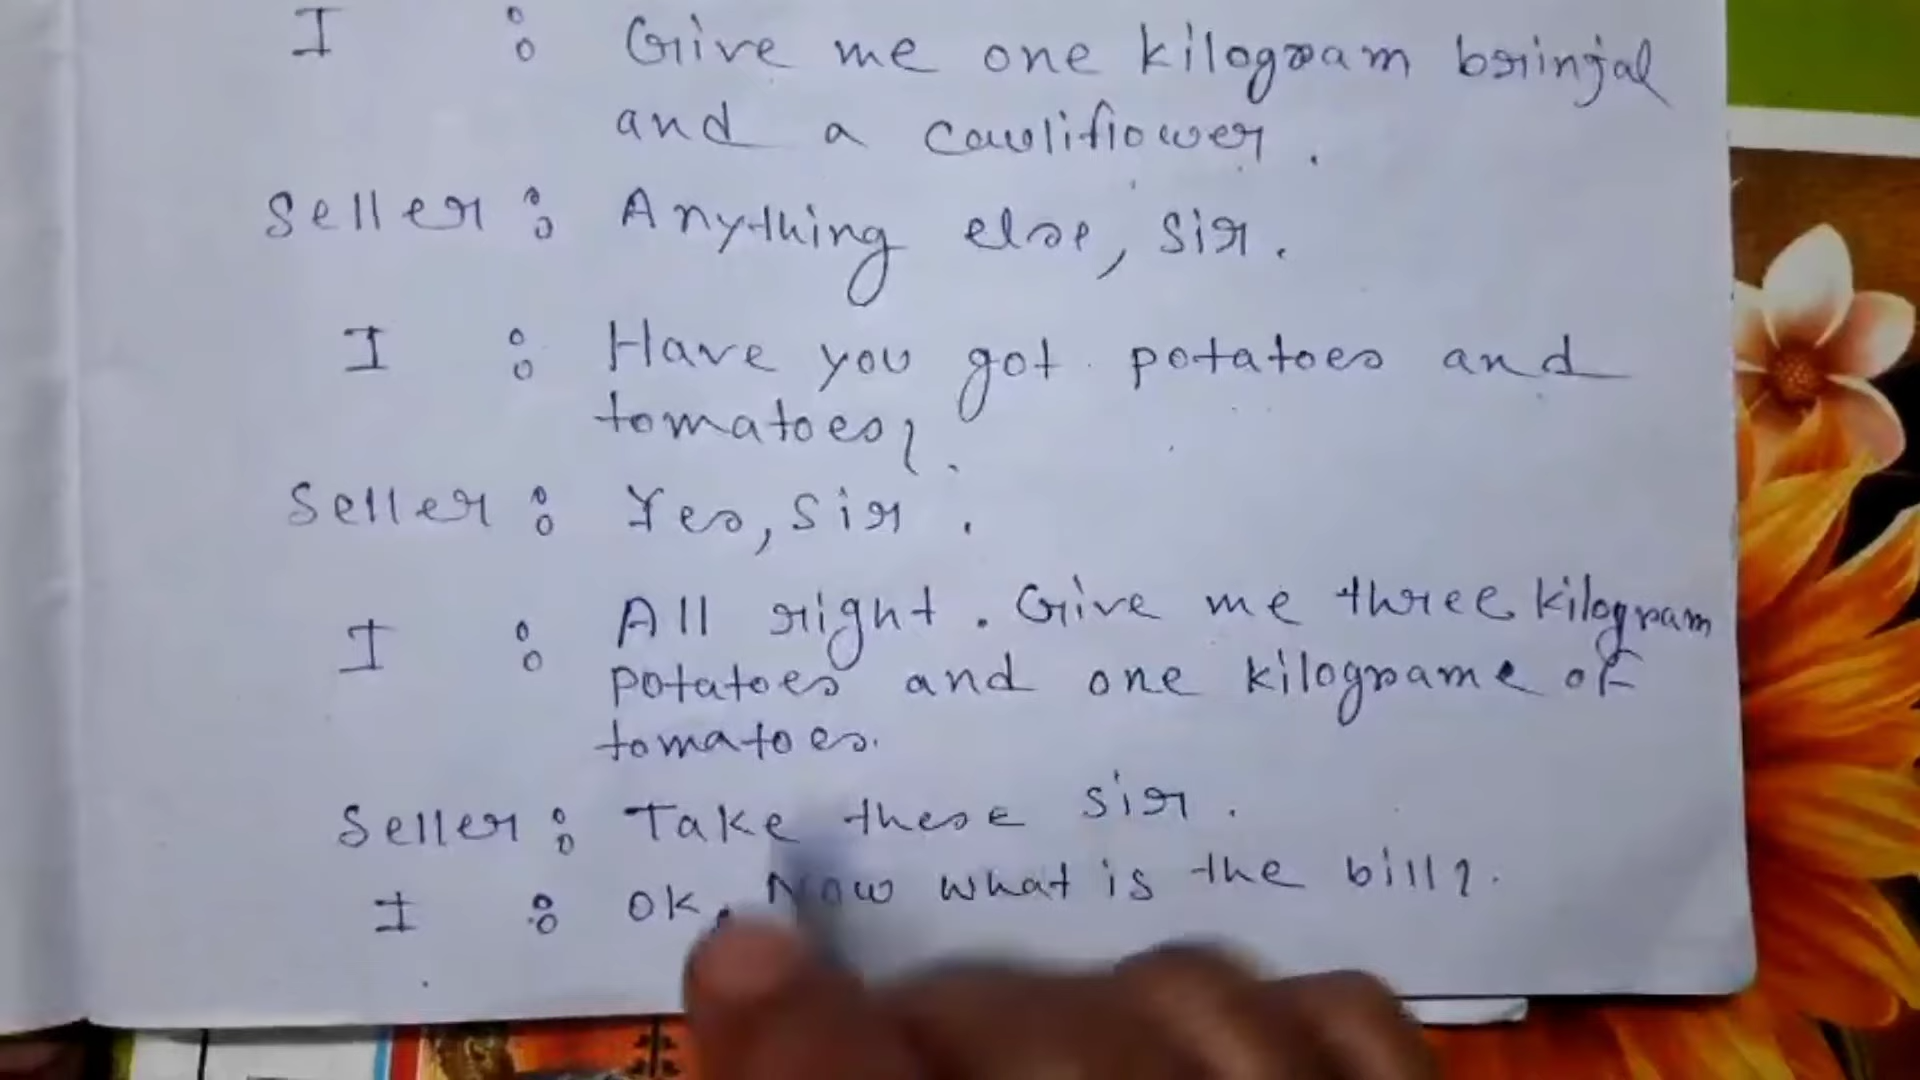 I : Give me one kilogram brinjal
and a cauliflower.
Seller : Anything else, sir.
I : Have you got potatoes and
tomatoes?
Seller : Yes, sir.
I : All right. Give me three kilogram
potatoes and one kilograme of
tomatoes.
Seller : Take these sir.
I : OK. Now what is the bill?